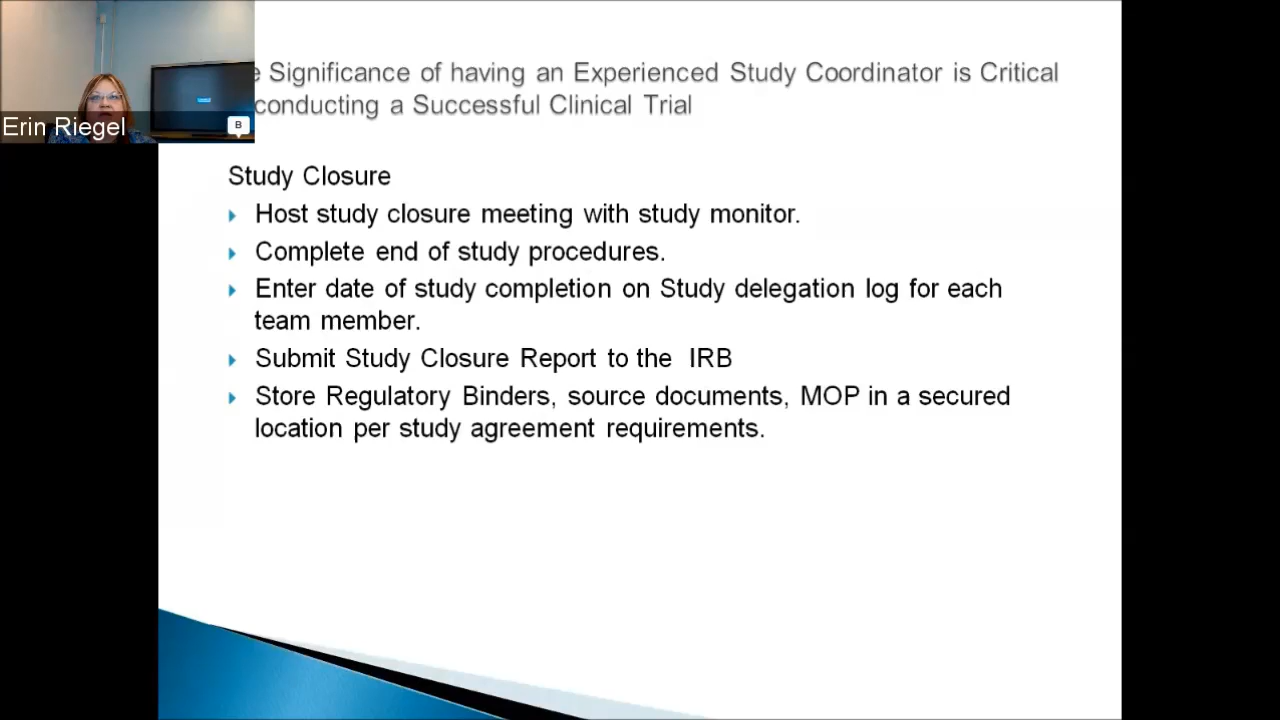 Significance of having an Experienced Study Coordinator is Critical
conducting a Successful Clinical Trial
Erin Riegel
B
Study Closure
Host study closure meeting with study monitor.
Complete end of study procedures.
Enter date of study completion on Study delegation log for each
team member.
Submit Study Closure Report to the IRB
Store Regulatory Binders, source documents, MOP in a secured
location per study agreement requirements.